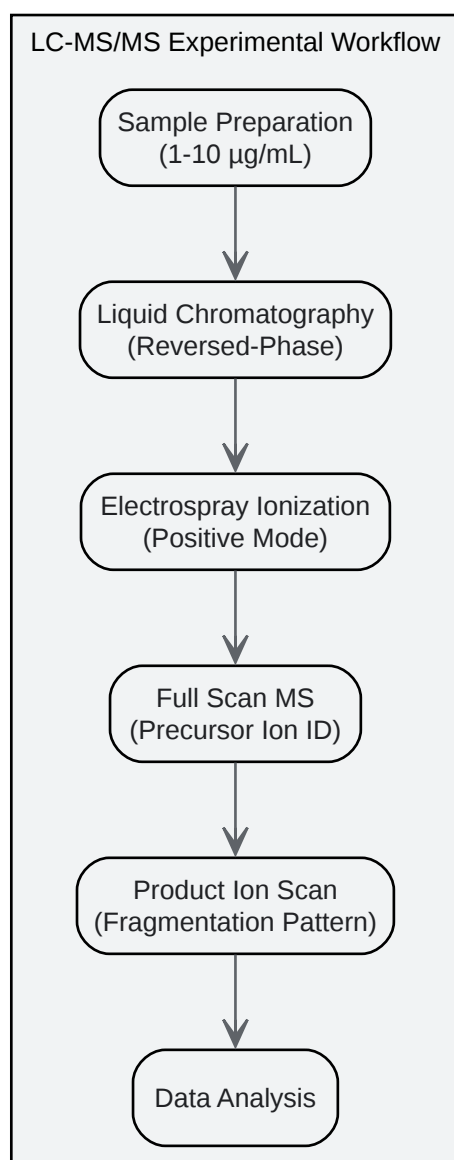 LC-MS/MS Experimental Workflow
Sample Preparation
(1-10 µg/mL)
Liquid Chromatography
(Reversed-Phase)
Electrospray Ionization
(Positive Mode)
Full Scan MS
(Precursor Ion ID)
Product Ion Scan
(Fragmentation Pattern)
Data Analysis